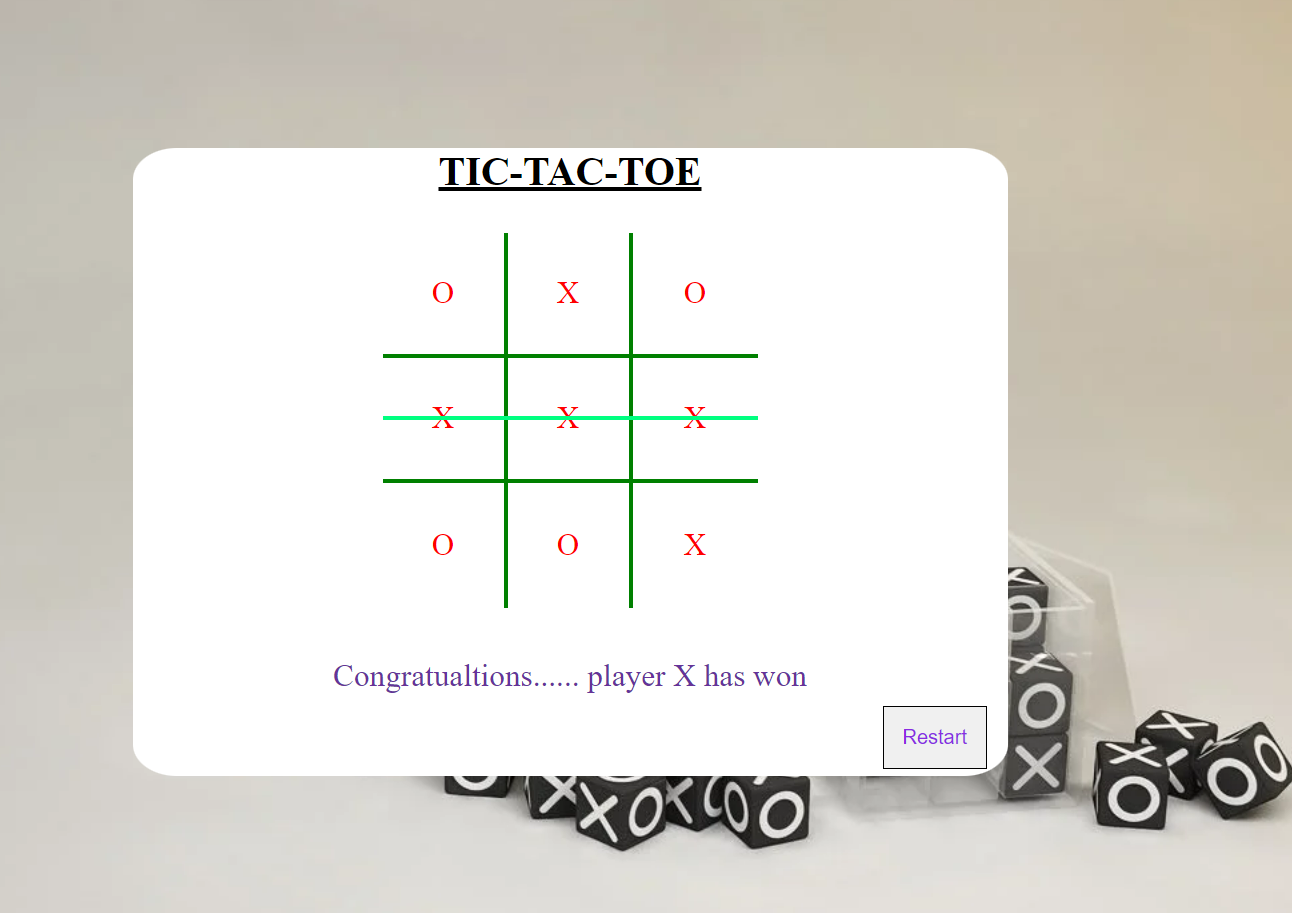 TIC-TAC-TOE
O X O
X X X
O O X
Congratualtions...... player X has won
Restart
X
O
X
O
X
X O X O O O
X O X X O O